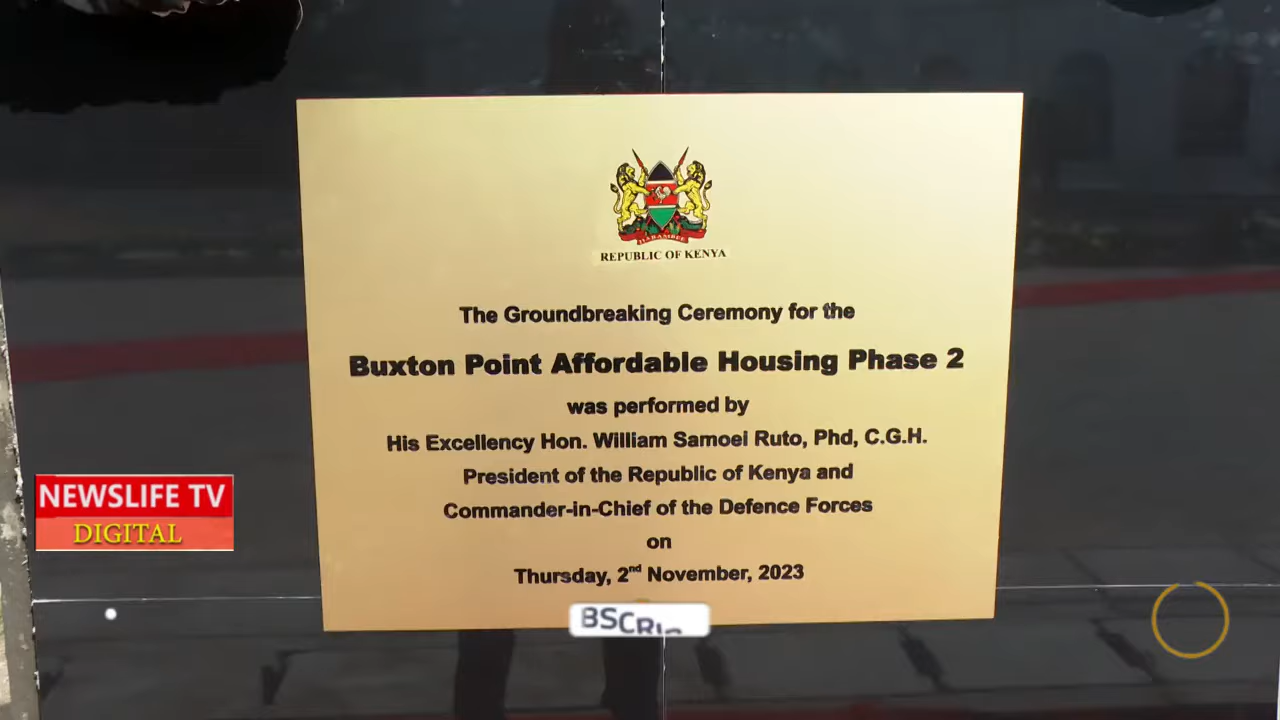 HARAMBEE
REPUBLIC OF KENYA
The Groundbreaking Ceremony for the
Buxton Point Affordable Housing Phase 2
was performed by
His Excellency Hon. William Samoei Ruto, Phd, C.G.H.
President of the Republic of Kenya and
Commander-in-Chief of the Defence Forces
on
Thursday, 2nd November, 2023
NEWSLIFE TV
DIGITAL